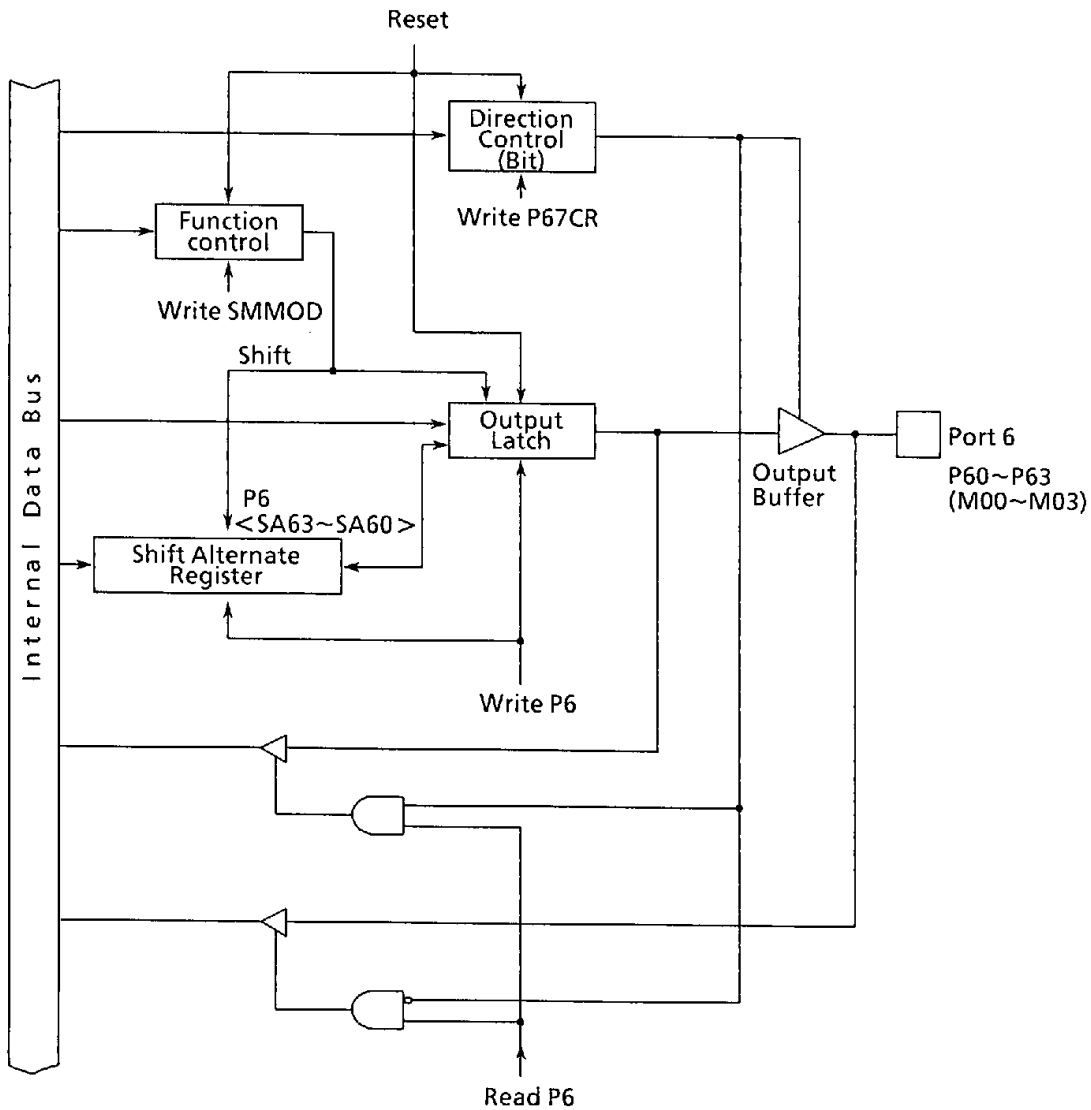 Reset
Direction
Control
(Bit)
Write P67CR
Function
control
Write SMMOD
Shift
Output
Latch
Output
Buffer
Port 6
P60~P63
(M00~M03)
P6
<SA63~SA60>
Shift Alternate
Register
Write P6
Read P6
Internal Data Bus